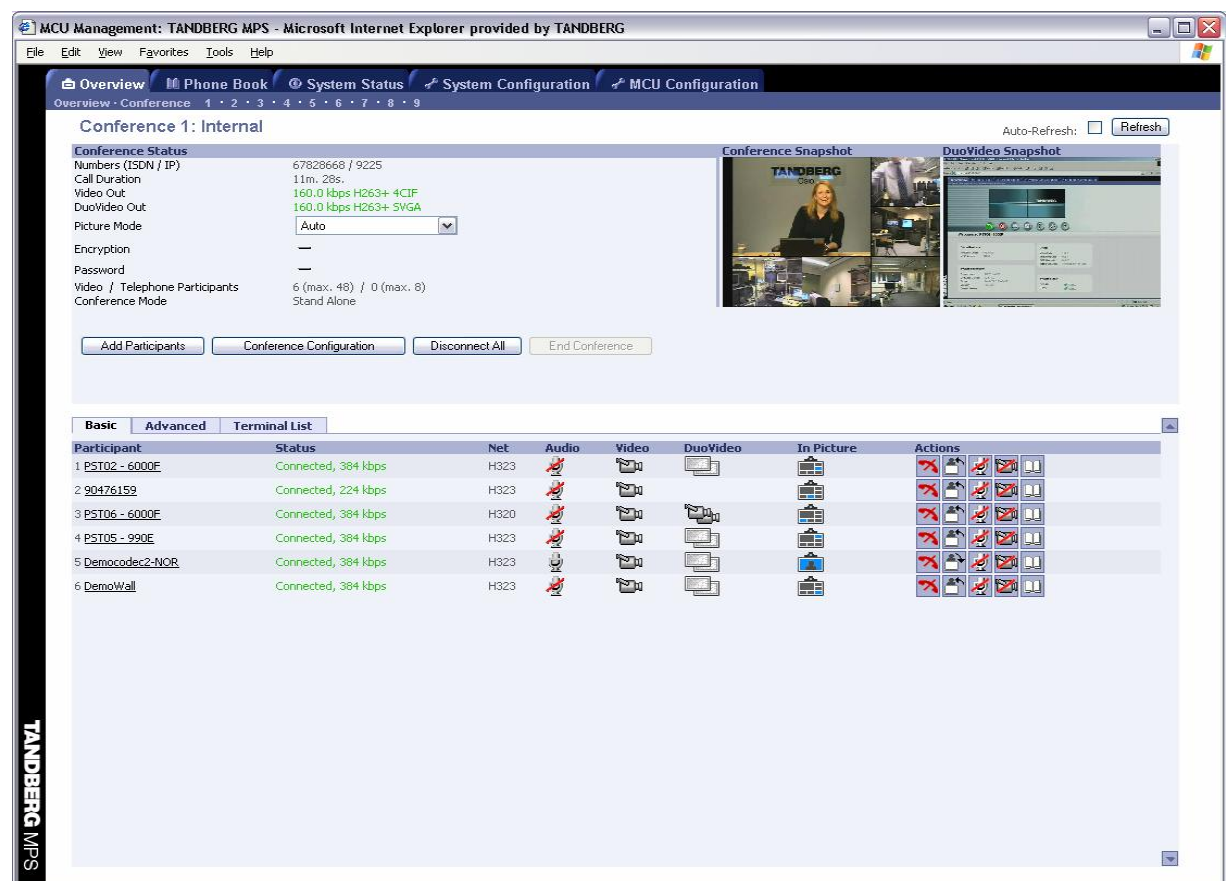 MCU Management: TANDBERG MPS - Microsoft Internet Explorer provided by TANDBERG
File Edit View Favorites Tools Help
Overview Phone Book System Status System Configuration MCU Configuration
Overview · Conference 1 · 2 · 3 · 4 · 5 · 6 · 7 · 8 · 9
Conference 1: Internal
Auto-Refresh: Refresh
Conference Status Conference Snapshot DuoVideo Snapshot
Numbers (ISDN / IP) 67828668 / 9225
Call Duration 11m. 28s.
Video Out 160.0 kbps H263+ 4CIF
DuoVideo Out 160.0 kbps H263+ SVGA
Picture Mode Auto
Encryption —
Password —
Video / Telephone Participants 6 (max. 48) / 0 (max. 8)
Conference Mode Stand Alone
TANDBERG
Add Participants Conference Configuration Disconnect All End Conference
Basic Advanced Terminal List
Participant Status Net Audio Video DuoVideo In Picture Actions
1 PST02 - 6000F Connected, 384 kbps H323
2 90476159 Connected, 224 kbps H323
3 PST06 - 6000F Connected, 384 kbps H320
4 PST05 - 990E Connected, 384 kbps H323
5 Democodec2-NOR Connected, 384 kbps H323
6 DemoWall Connected, 384 kbps H323
TANDBERG MPS